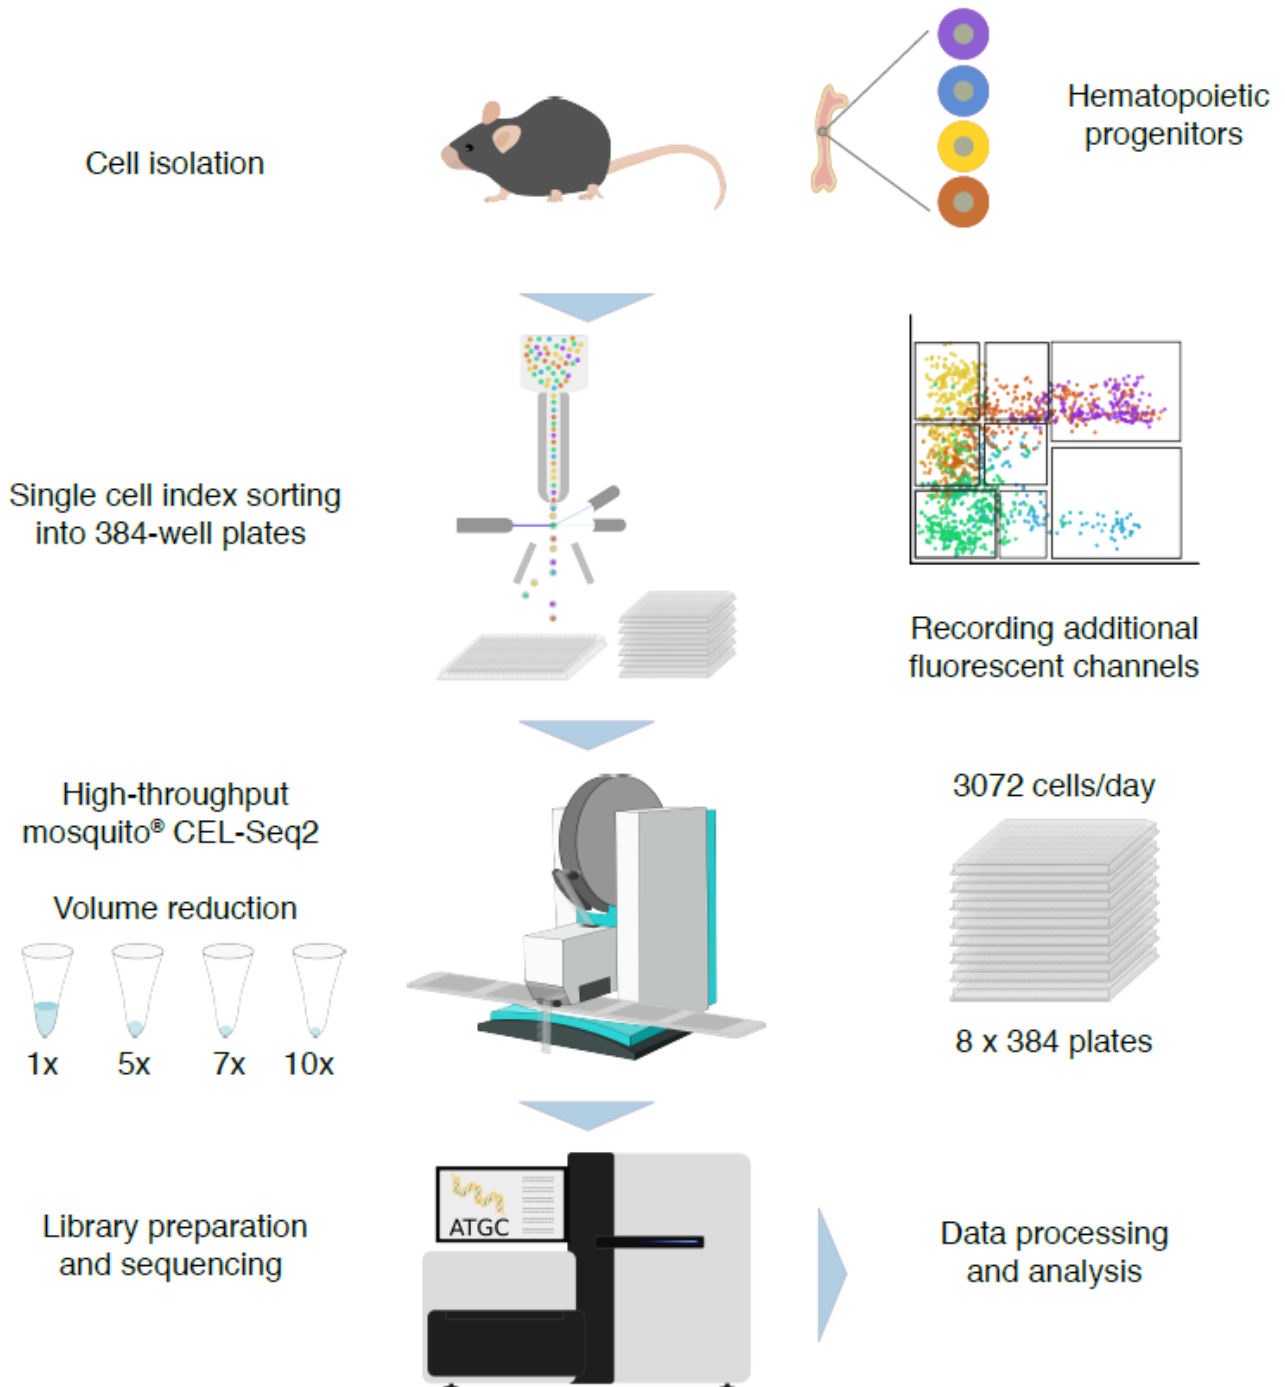 Cell isolation
Hematopoietic
progenitors
Single cell index sorting
into 384-well plates
Recording additional
fluorescent channels
High-throughput
mosquito® CEL-Seq2
Volume reduction
1x 5x 7x 10x
3072 cells/day
8 x 384 plates
Library preparation
and sequencing
ATGC
Data processing
and analysis